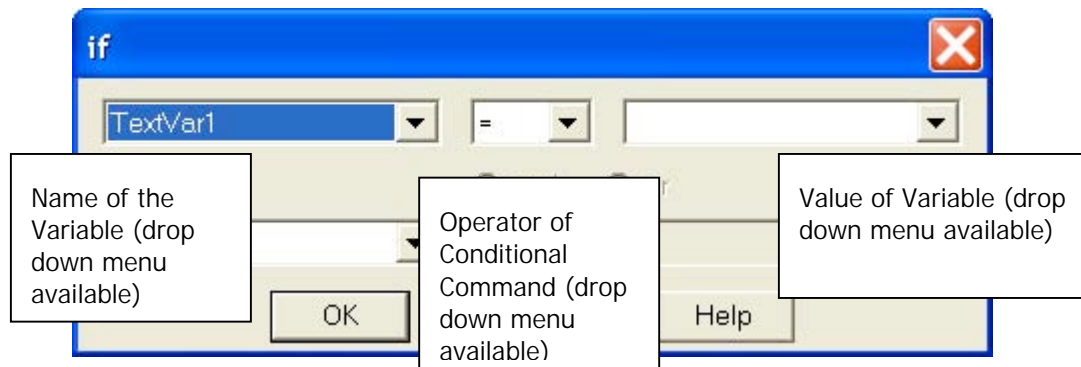 if
TextVar1
=
Name of the
Variable (drop
down menu
available)
Operator of
Conditional
Command (drop
down menu
available)
Value of Variable (drop
down menu available)
OK
Help